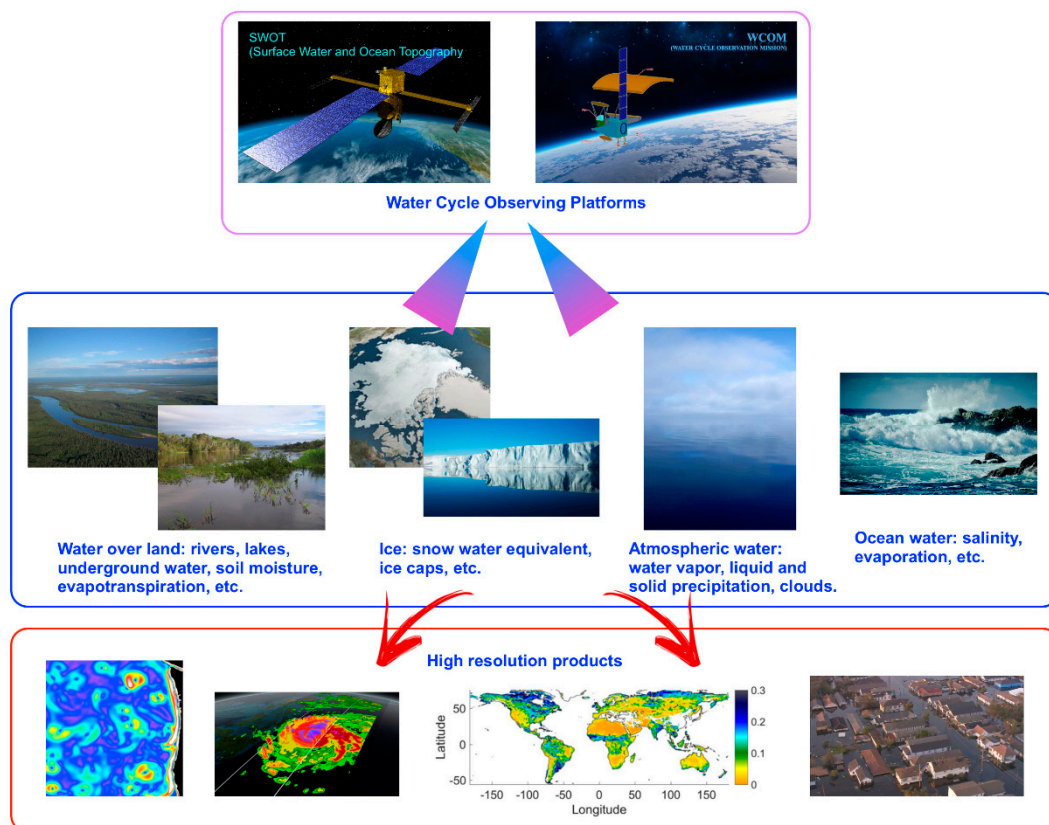 SWOT
(Surface Water and Ocean Topography
WCOM
(WATER CYCLE OBSERVATION MISSION)
Water Cycle Observing Platforms
Water over land: rivers, lakes,
underground water, soil moisture,
evapotranspiration, etc.
Ice: snow water equivalent,
ice caps, etc.
Atmospheric water:
water vapor, liquid and
solid precipitation, clouds.
Ocean water: salinity,
evaporation, etc.
High resolution products
Latitude
50
0
-50
-150
-100
-50
0
50
100
150
Longitude
0.3
0.2
0.1
0